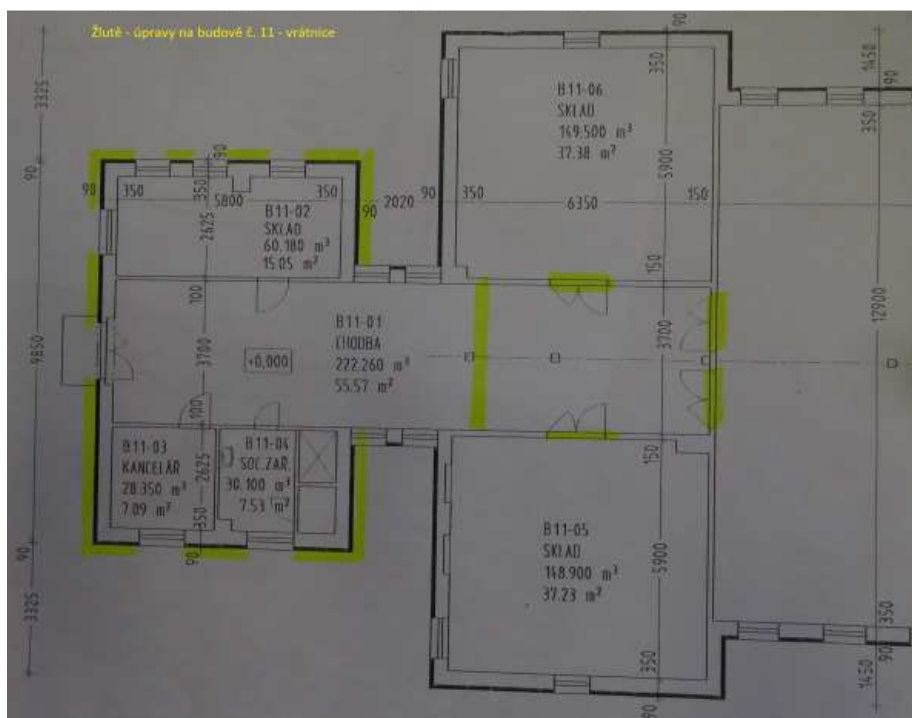 Žlutě - úpravy na budově č. 11 - vrátnice
90
1450
90
350
350
3325
B11-06
SKLAD
149.500 m³
37.38 m²
5900
90
90
350
350
350
90
5800
90
2020
90
350
6350
150
2625
B11-02
SKLAD
60.180 m³
15.05 m²
150
100
B11-01
CHODBA
222.260 m³
55.57 m²
+0,000
3700
3700
9850
12900
100
B11-03
KANCELÁŘ
28.350 m³
7.09 m²
B11-04
SOC.ZAŘ.
30.100 m³
7.53 m²
2625
350
90
90
150
B11-05
SKLAD
148.900 m³
37.23 m²
5900
3325
350
350
90
1450
90